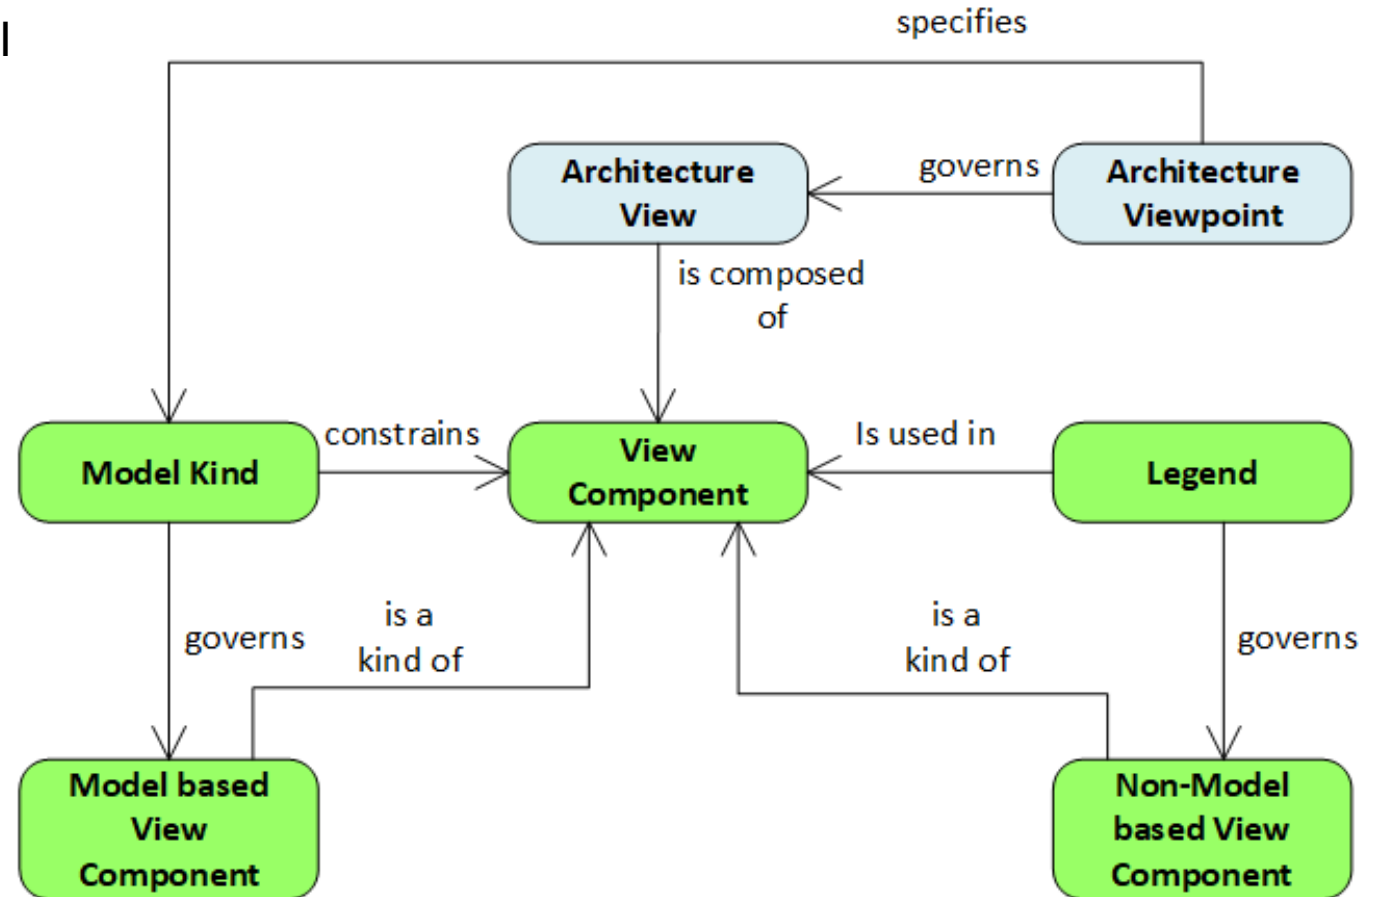 specifies
Architecture
View
governs
Architecture
Viewpoint
is composed
of
Model Kind
constrains
View
Component
Is used in
Legend
governs
is a
kind of
is a
kind of
governs
Model based
View
Component
Non-Model
based View
Component